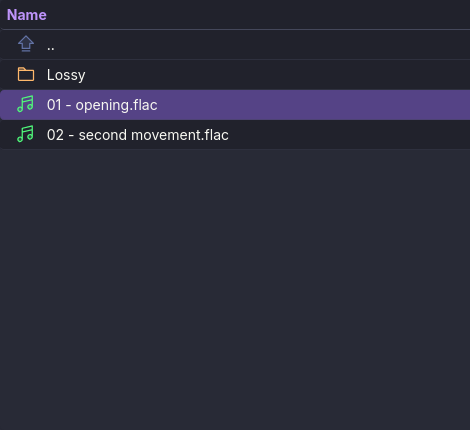 Name
..
Lossy
01 - opening.flac
02 - second movement.flac